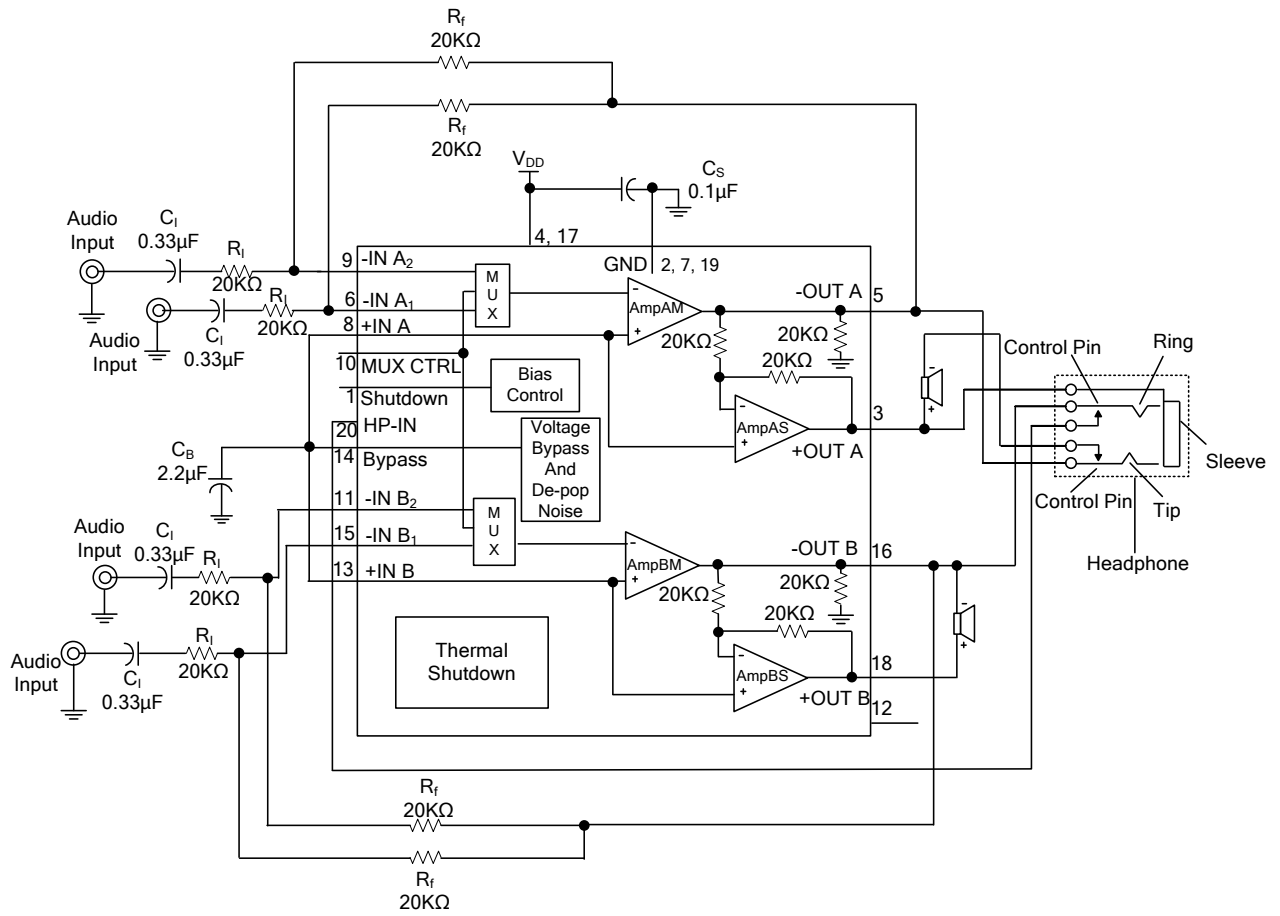 Rf
20KΩ
Rf
20KΩ
VDD
CS
0.1µF
Audio
Input
CI
0.33µF
RI
20KΩ
Audio
Input
CI
0.33µF
RI
20KΩ
4, 17
GND
2, 7, 19
9
-IN A2
6
-IN A1
8
+IN A
10
MUX CTRL
1
Shutdown
20
HP-IN
14
Bypass
11
-IN B2
15
-IN B1
13
+IN B
M
U
X
AmpAM
-
+
-OUT A
5
20KΩ
20KΩ
20KΩ
AmpAS
-
+
3
+OUT A
-
+
Bias
Control
Voltage
Bypass
And
De-pop
Noise
Control Pin
Ring
Sleeve
Control Pin
Tip
Headphone
CB
2.2µF
Audio
Input
CI
0.33µF
RI
20KΩ
Audio
Input
CI
0.33µF
RI
20KΩ
M
U
X
AmpBM
-
+
-OUT B
16
20KΩ
20KΩ
20KΩ
AmpBS
-
+
18
+OUT B
12
-
+
Thermal
Shutdown
Rf
20KΩ
Rf
20KΩ